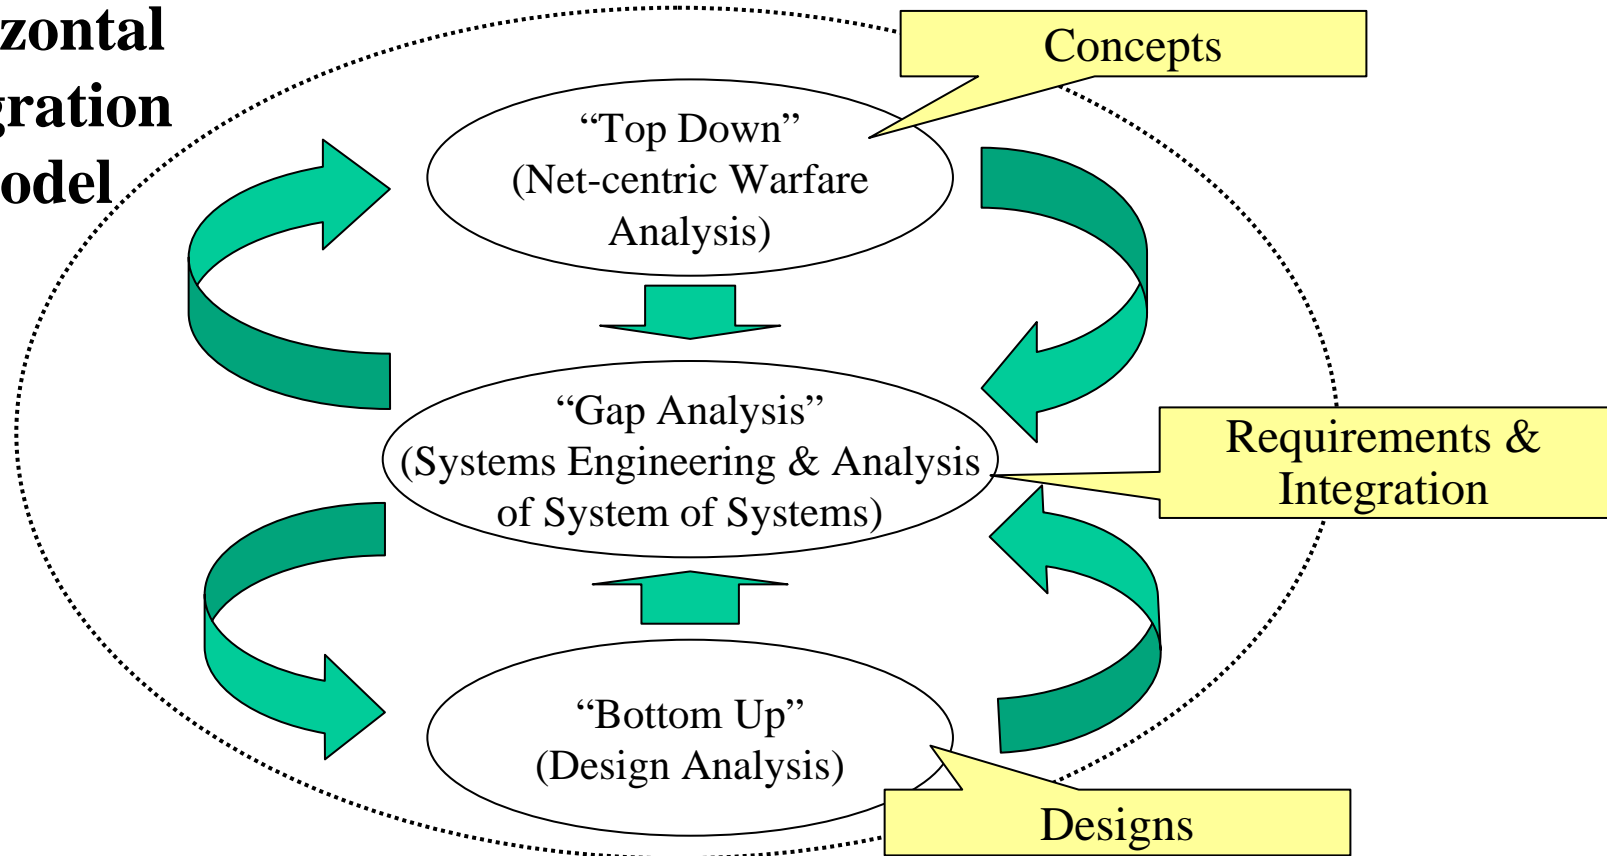 zontal
gration
odel
Concepts
“Top Down”
(Net-centric Warfare
Analysis)
“Gap Analysis”
(Systems Engineering & Analysis
of System of Systems)
Requirements &
Integration
“Bottom Up”
(Design Analysis)
Designs